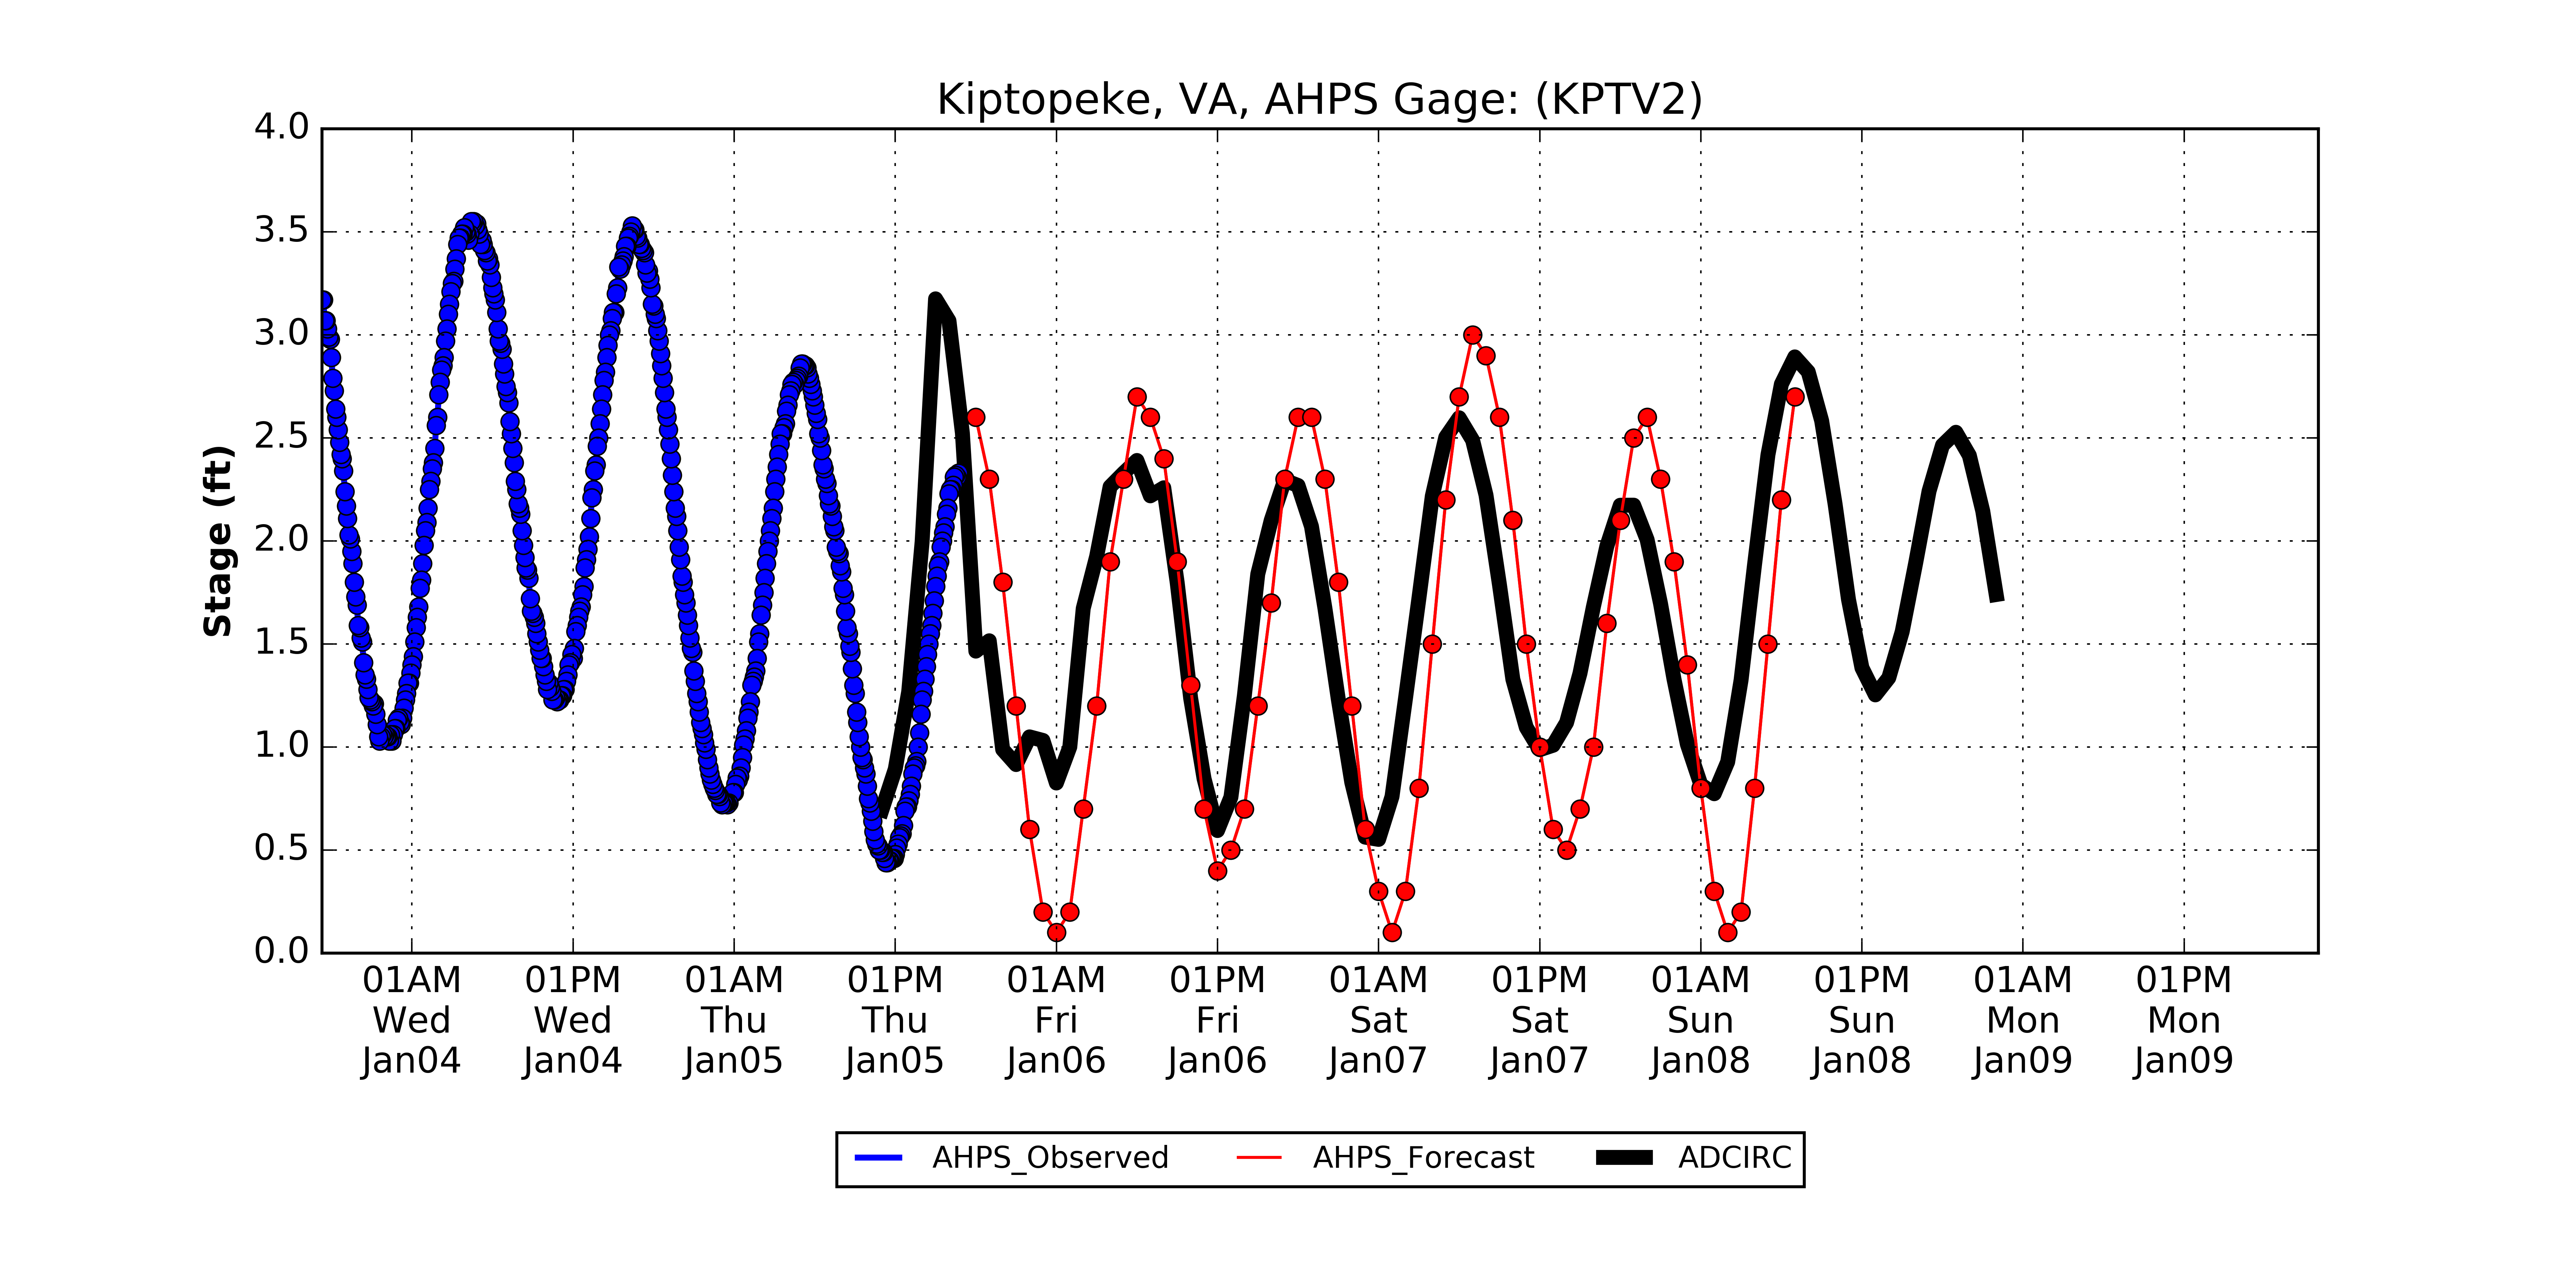 Kiptopeke, VA, AHPS Gage: (KPTV2)
4.0
3.5
3.0
2.5
2.0
1.5
1.0
0.5
0.0
Stage (ft)
01AM 01PM 01AM 01PM 01AM 01PM 01AM 01PM 01AM 01PM 01AM 01PM
Wed Wed Thu Thu Fri Fri Sat Sat Sun Sun Mon Mon
Jan04 Jan04 Jan05 Jan05 Jan06 Jan06 Jan07 Jan07 Jan08 Jan08 Jan09 Jan09
AHPS_Observed AHPS_Forecast ADCIRC